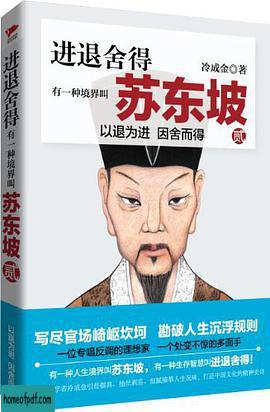 进退舍得
冷成金◎著
有一种境界叫
苏东坡
贰
以退为进 因舍而得
写尽官场崎岖坎坷 勘破人生沉浮规则
一位专唱反调的理想家 一个处变不惊的多面手
有一种人生境界叫苏东坡,有一种生存智慧叫进退舍得!
进退舍得
有一种境界叫
苏东坡
贰
以退为进
homeofpdf.com